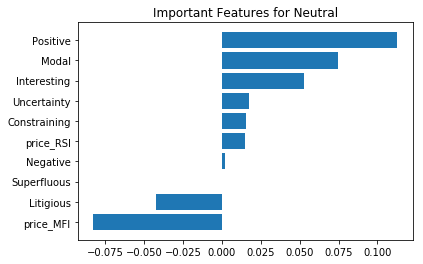 Important Features for Neutral
Positive
Modal
Interesting
Uncertainty
Constraining
price_RSI
Negative
Superfluous
Litigious
price_MFI
−0.075 −0.050 −0.025 0.000 0.025 0.050 0.075 0.100